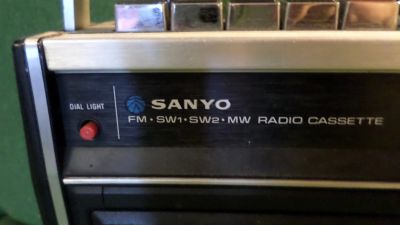 DIAL LIGHT
SANYO
FM • SW1 • SW2 • MW RADIO CASSETTE